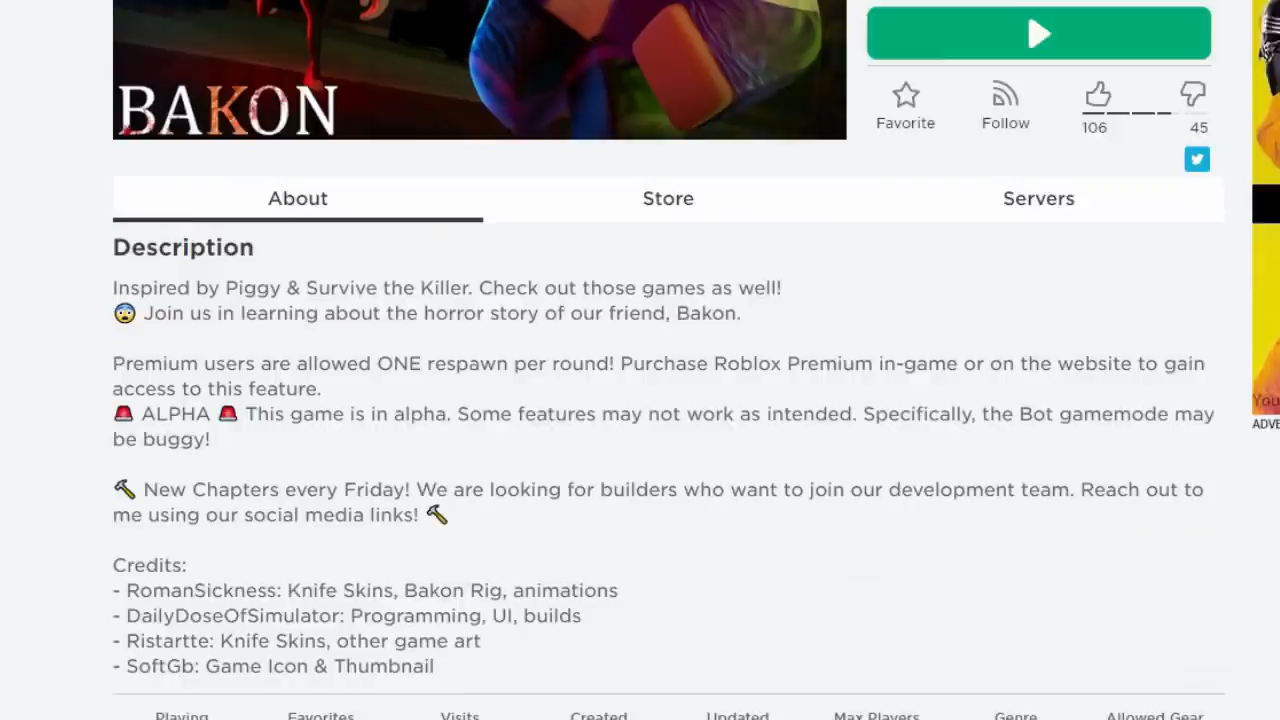 BAKON
Favorite
Follow
106
45
About
Store
Servers
Description
Inspired by Piggy & Survive the Killer. Check out those games as well!
😨 Join us in learning about the horror story of our friend, Bakon.
Premium users are allowed ONE respawn per round! Purchase Roblox Premium in-game or on the website to gain
access to this feature.
🚨 ALPHA 🚨 This game is in alpha. Some features may not work as intended. Specifically, the Bot gamemode may
be buggy!
🔨 New Chapters every Friday! We are looking for builders who want to join our development team. Reach out to
me using our social media links! 🔨
Credits:
- RomanSickness: Knife Skins, Bakon Rig, animations
- DailyDoseOfSimulator: Programming, UI, builds
- Ristartte: Knife Skins, other game art
- SoftGb: Game Icon & Thumbnail
Playing
Favorites
Visits
Created
Updated
Max Players
Genre
Allowed Gear
You
ADVE